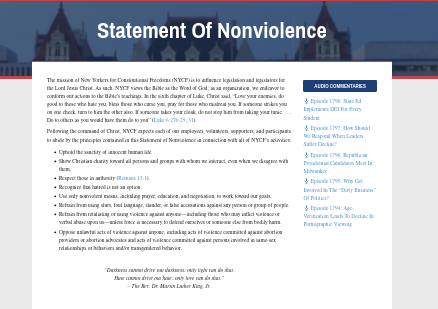 Statement Of Nonviolence
The mission of New Yorkers for Constitutional Freedoms (NYCF) is to influence legislation and legislators for
the Lord Jesus Christ. As such, NYCF views the Bible as the Word of God; as an organization, we endeavor to
conform our actions to the Bible's teachings. In the sixth chapter of Luke, Christ said, "Love your enemies, do
good to those who hate you, bless those who curse you, pray for those who mistreat you. If someone strikes you
on one cheek, turn to him the other also. If someone takes your cloak, do not stop him from taking your tunic. …
Do to others as you would have them do to you" (Luke 6:27b-29, 31).
Following the command of Christ, NYCF expects each of our employees, volunteers, supporters, and participants
to abide by the principles contained in this Statement of Nonviolence in connection with all of NYCF's activities:
• Uphold the sanctity of innocent human life.
• Show Christian charity toward all persons and groups with whom we interact, even when we disagree with
them.
• Respect those in authority (Romans 13:1).
• Recognize that hatred is not an option.
• Use only nonviolent means, including prayer, education, and negotiation, to work toward our goals.
• Refrain from using slurs, foul language, slander, or false accusations against any person or group of people.
• Refrain from retaliating or using violence against anyone—including those who may inflict violence or
verbal abuse upon us—unless force is necessary to defend ourselves or someone else from bodily harm.
• Oppose unlawful acts of violence against anyone, including acts of violence committed against abortion
providers or abortion advocates and acts of violence committed against persons involved in same-sex
relationships or behaviors and/or transgendered behavior.
"Darkness cannot drive out darkness; only light can do that.
Hate cannot drive out hate; only love can do that."
– The Rev. Dr. Martin Luther King, Jr.
AUDIO COMMENTARIES
Episode 1798: State Ed
Implements DEI For Every
Student
Episode 1797: How Should
We Respond When Leaders
Suffer Decline?
Episode 1796: Republican
Presidential Candidates Meet In
Milwaukee
Episode 1795: Why Get
Involved In The "Dirty Business"
Of Politics?
Episode 1794: Age-
Verification Leads To Decline In
Pornographic Viewing